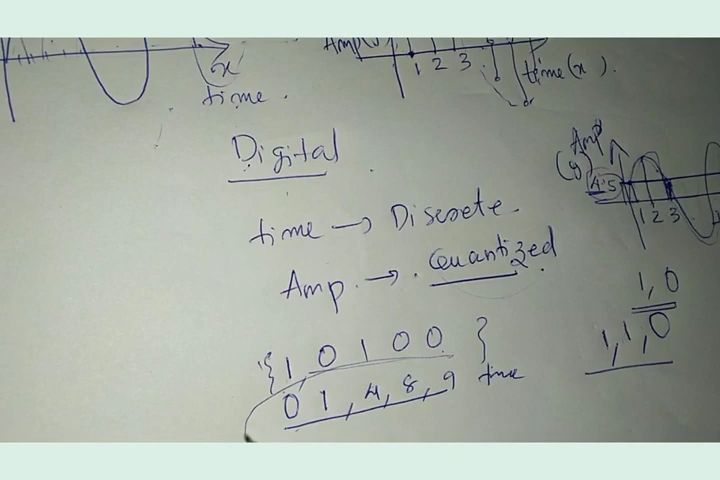 x
time.
Amp(y)
1 2 3
time (x).
Digital
Amp
(y)
4.5
1 2 3
time → Discrete.
Amp. → Quantized
1, 0
{1, 0 1 0 0 }
0 1, 4, 8, 9 time
1, 1, 0